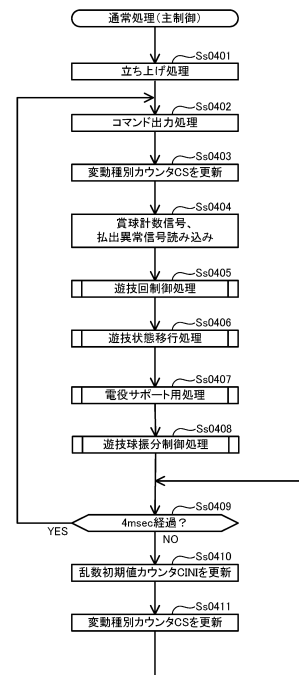 通常処理(主制御)
Ss0401
立ち上げ処理
Ss0402
コマンド出力処理
Ss0403
変動種別カウンタCSを更新
Ss0404
賞球計数信号、
払出異常信号読み込み
Ss0405
遊技回制御処理
Ss0406
遊技状態移行処理
Ss0407
電役サポート用処理
Ss0408
遊技球振分制御処理
Ss0409
4msec経過？
YES
NO
Ss0410
乱数初期値カウンタCINIを更新
Ss0411
変動種別カウンタCSを更新